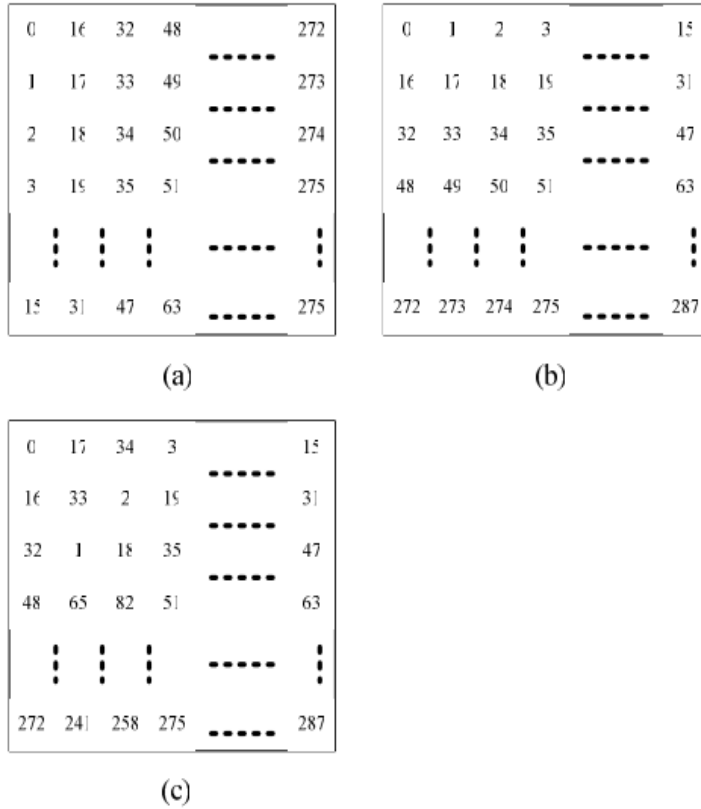 0 16 32 48 272
1 17 33 49 273
2 18 34 50 274
3 19 35 51 275
15 31 47 63 275
(a)
0 1 2 3 15
16 17 18 19 31
32 33 34 35 47
48 49 50 51 63
272 273 274 275 287
(b)
0 17 34 3 15
16 33 2 19 31
32 1 18 35 47
48 65 82 51 63
272 241 258 275 287
(c)